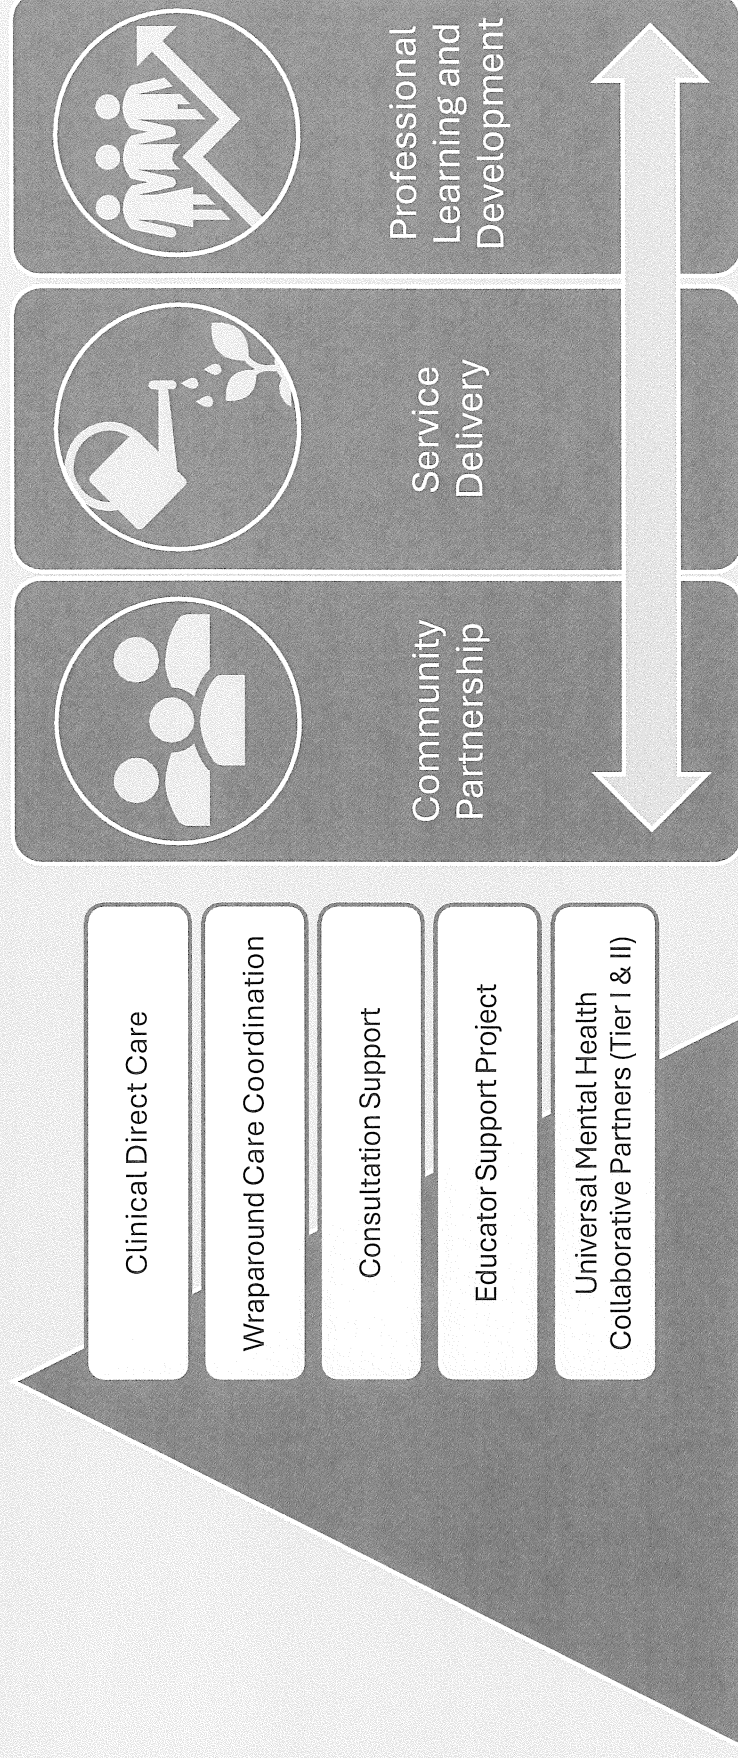 Clinical Direct Care
Wraparound Care Coordination
Consultation Support
Educator Support Project
Universal Mental Health
Collaborative Partners (Tier I & II)
Community
Partnership
Service
Delivery
Professional
Learning and
Development